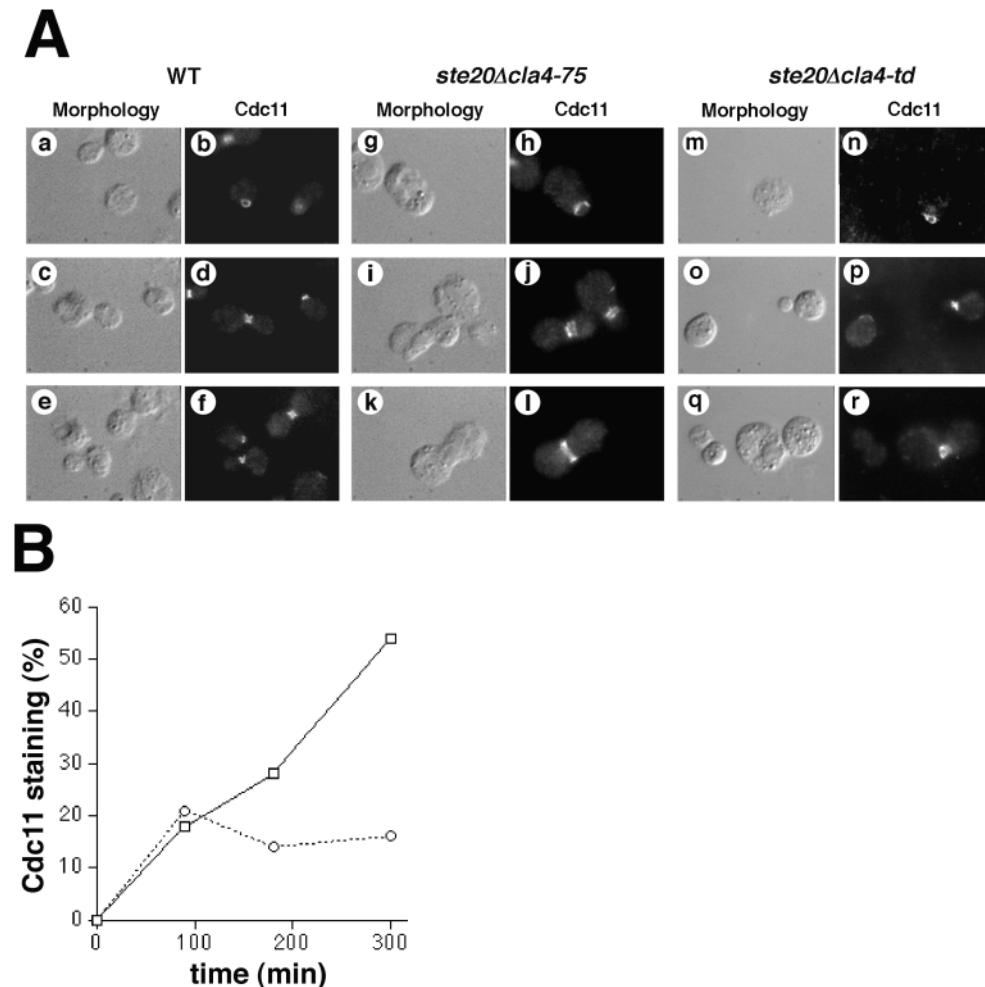 A
WT
ste20Δcla4-75
ste20Δcla4-td
Morphology Cdc11 Morphology Cdc11 Morphology Cdc11
a b g h m n
c d i j o p
e f k l q r
B
Cdc11 staining (%)
60
50
40
30
20
10
0
0 100 200 300
time (min)